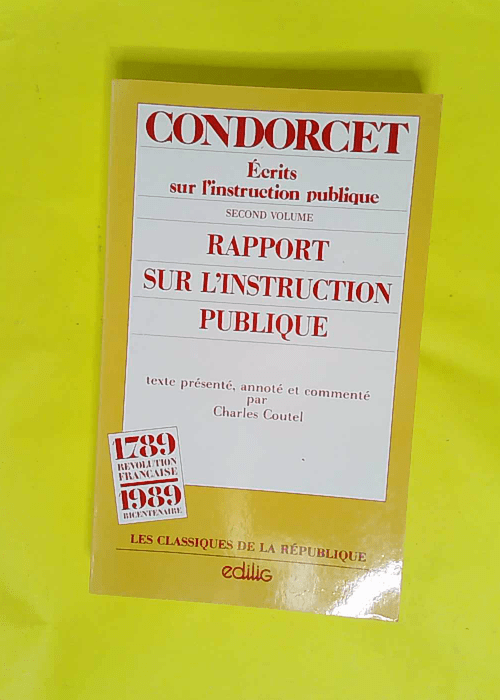 CONDORCET
Écrits
sur l'instruction publique
SECOND VOLUME
RAPPORT
SUR L'INSTRUCTION
PUBLIQUE
texte présenté, annoté et commenté
par
Charles Coutel
1789
REVOLUTION
FRANCAISE
1989
BICENTENAIRE
LES CLASSIQUES DE LA RÉPUBLIQUE
edilig